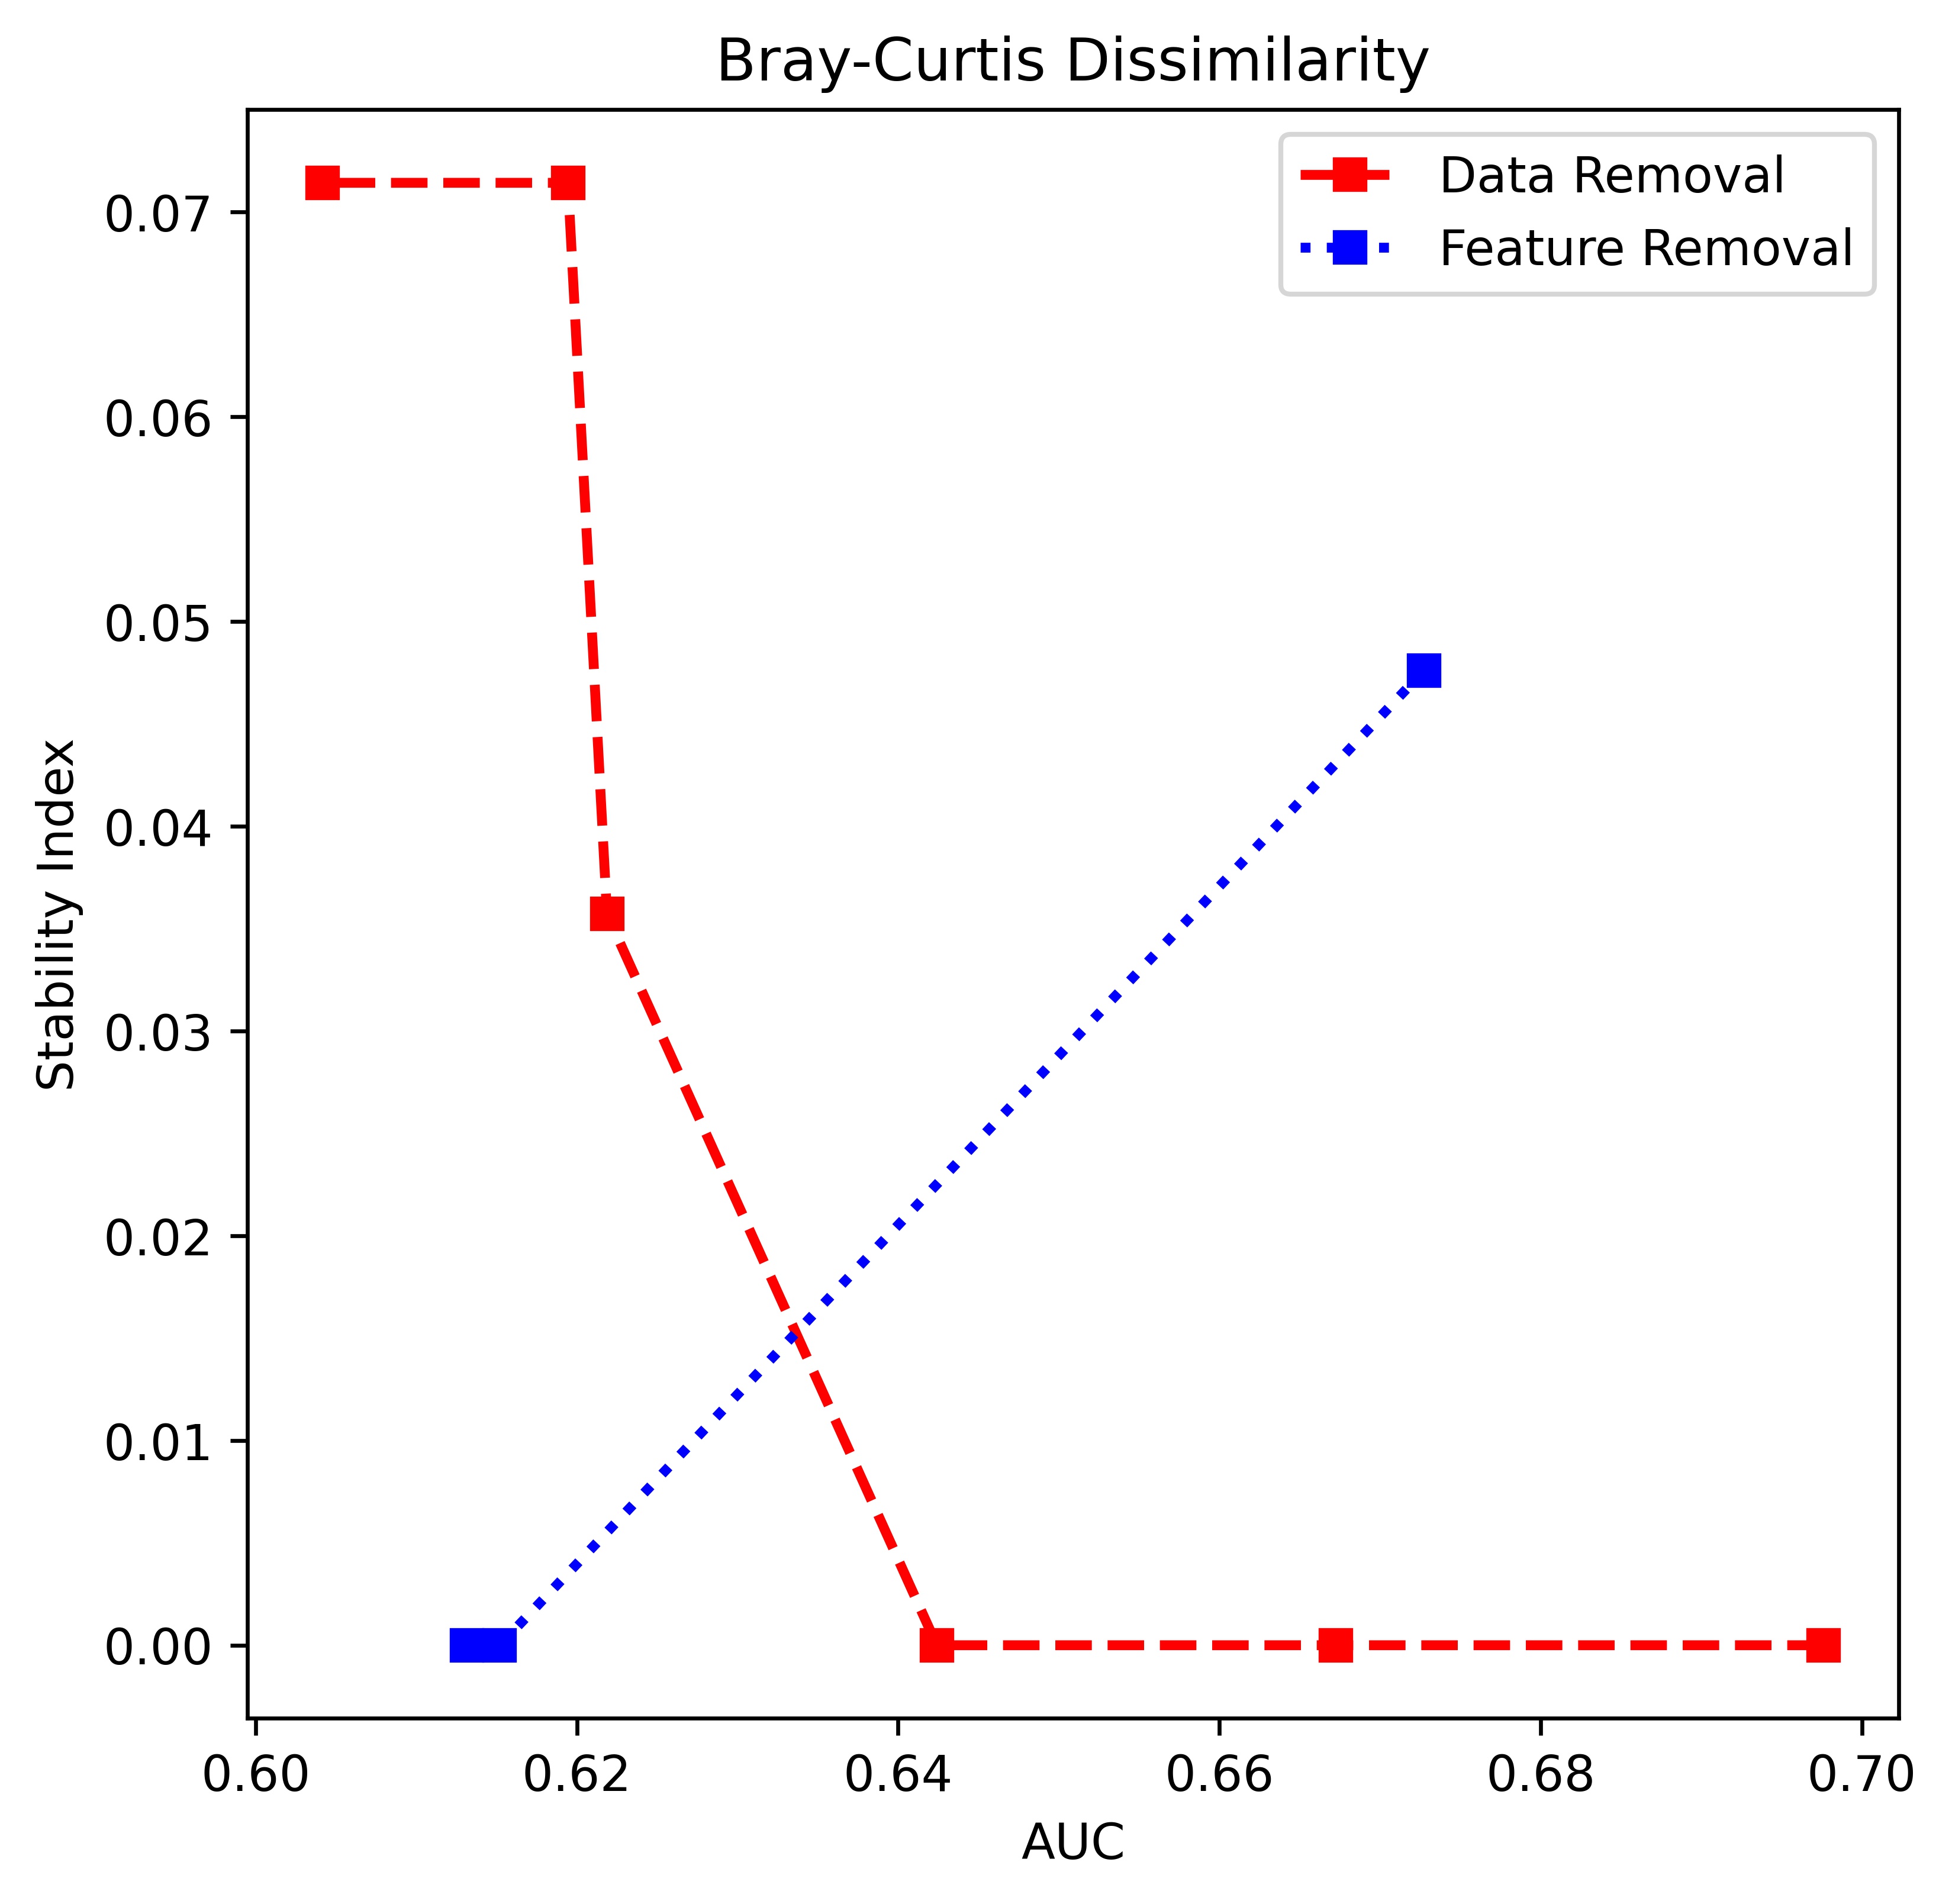 Bray-Curtis Dissimilarity
Data Removal
Feature Removal
0.07
0.06
0.05
0.04
0.03
0.02
0.01
0.00
Stability Index
0.60 0.62 0.64 0.66 0.68 0.70
AUC